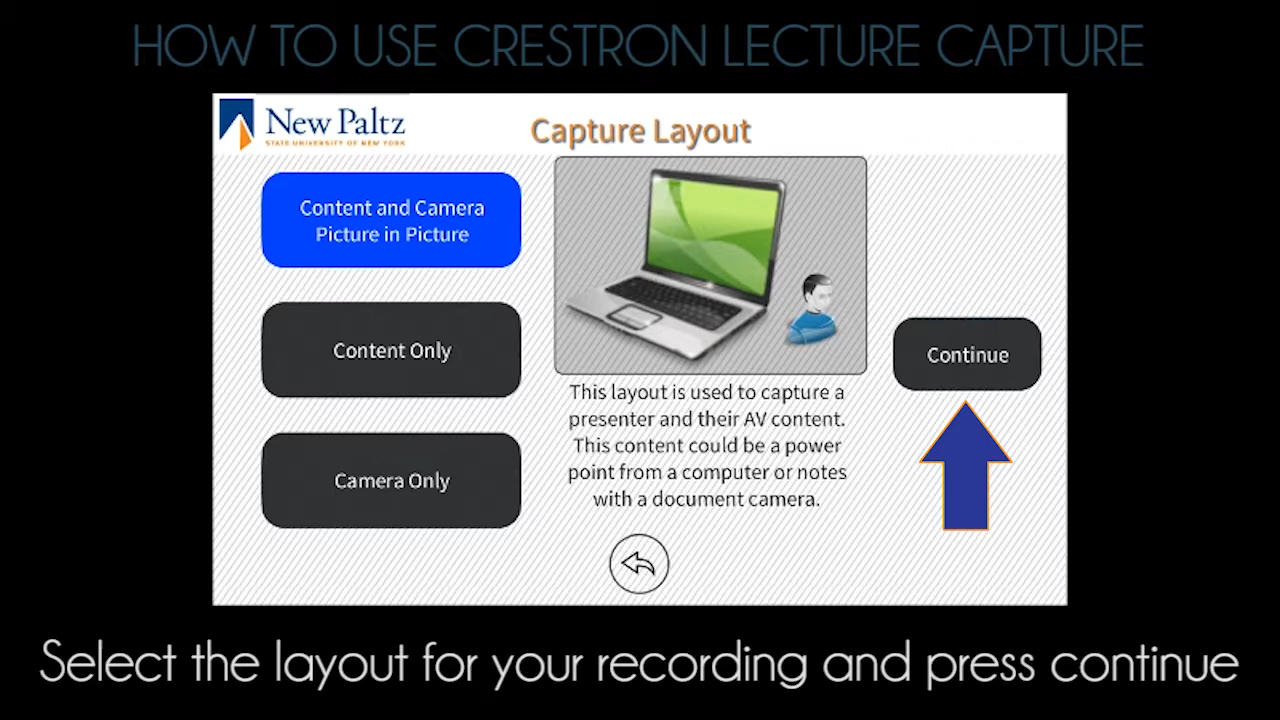 HOW TO USE CRESTRON LECTURE CAPTURE
New Paltz
STATE UNIVERSITY OF NEW YORK
Capture Layout
Content and Camera
Picture in Picture
Content Only
Camera Only
This layout is used to capture a
presenter and their AV content.
This content could be a power
point from a computer or notes
with a document camera.
Continue
Select the layout for your recording and press continue